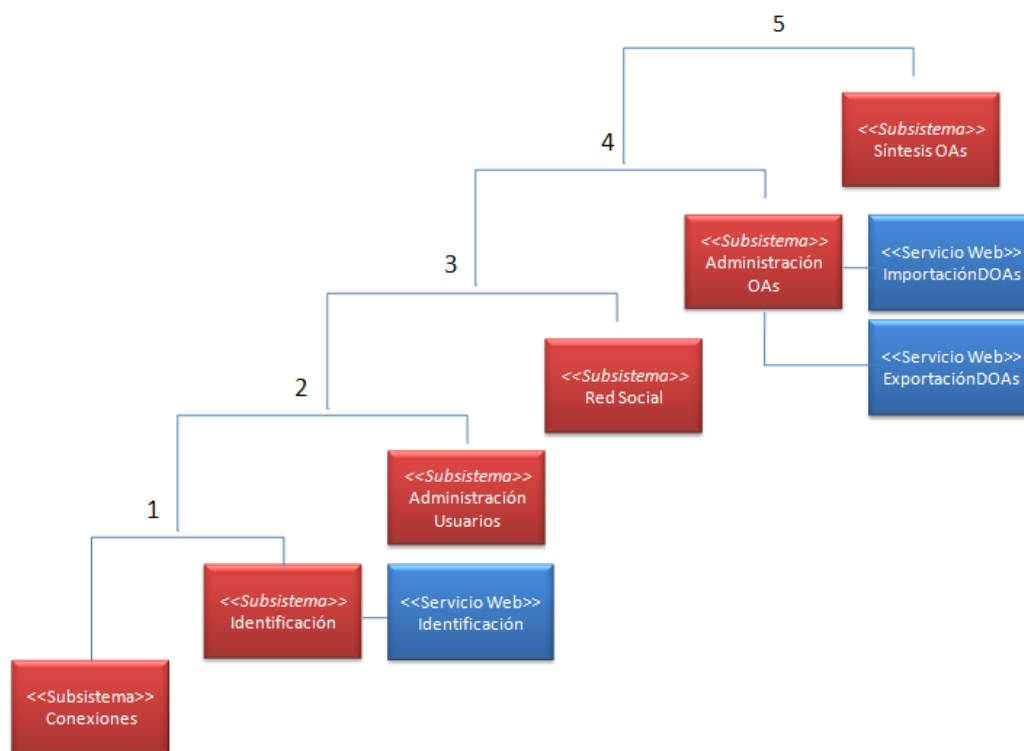 5
<<Subsistema>>
Síntesis OAs
4
<<Subsistema>>
Administración
OAs
<<Servicio Web>>
ImportaciónDOAs
3
<<Servicio Web>>
ExportaciónDOAs
<<Subsistema>>
Red Social
2
<<Subsistema>>
Administración
Usuarios
1
<<Subsistema>>
Identificación
<<Servicio Web>>
Identificación
<<Subsistema>>
Conexiones